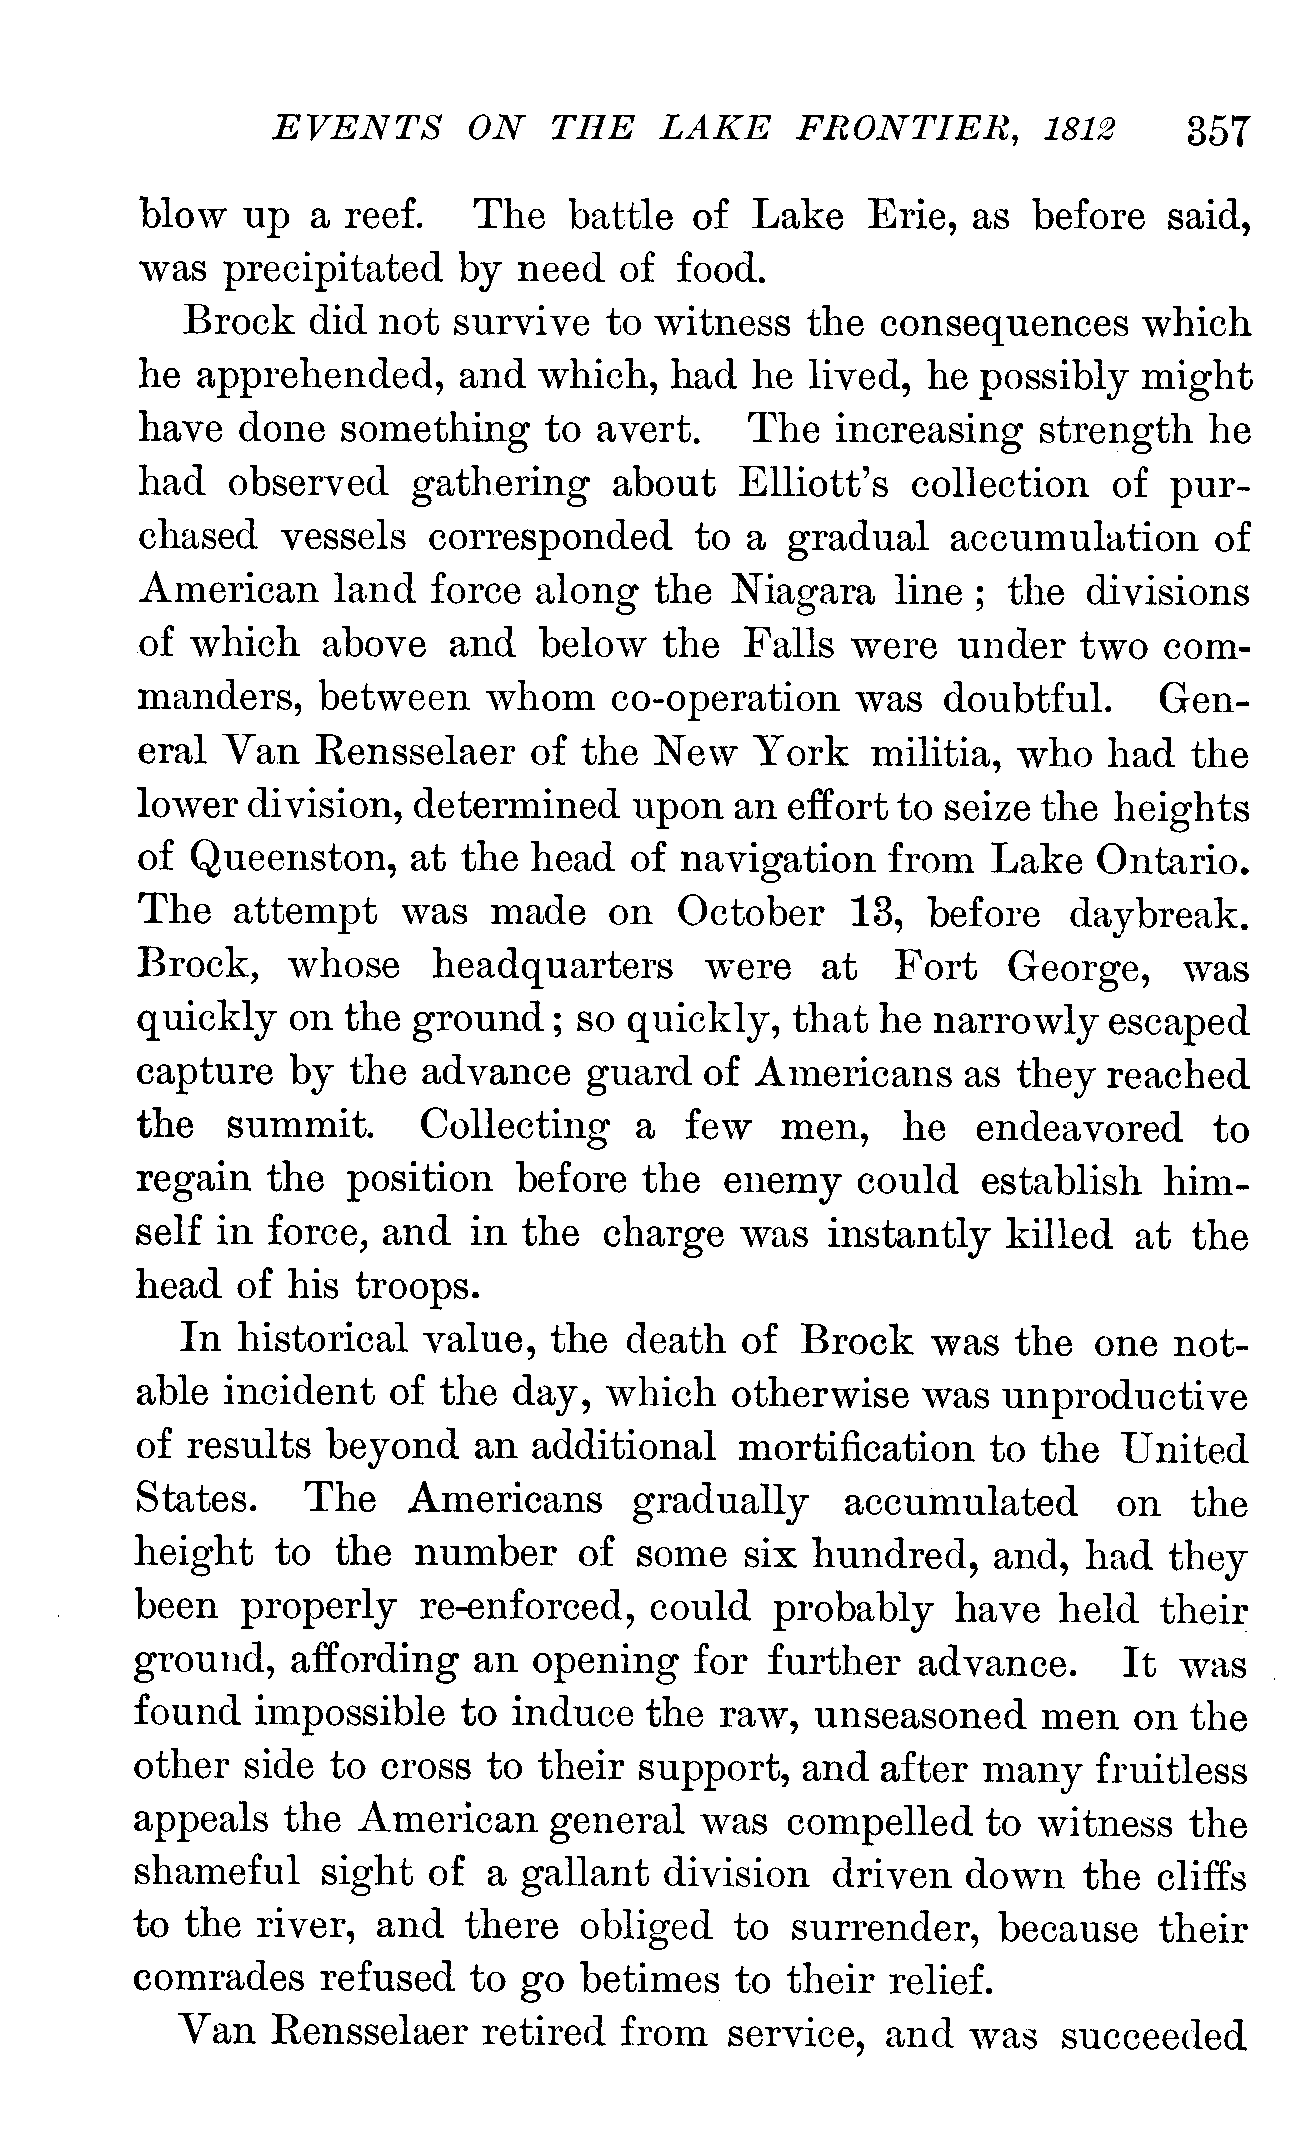 EVENTS ON THE LAKE FRONTIER, 1812 357
blow up a reef. The battle of Lake Erie, as before said,
was precipitated by need of food.
Brock did not survive to witness the consequences which
he apprehended, and which, had he lived, he possibly might
have done something to avert. The increasing strength he
had observed gathering about Elliott's collection of pur-
chased vessels corresponded to a gradual accumulation of
American land force along the Niagara line; the divisions
of which above and below the Falls were under two com-
manders, between whom co-operation was doubtful. Gen-
eral Van Rensselaer of the New York militia, who had the
lower division, determined upon an effort to seize the heights
of Queenston, at the head of navigation from Lake Ontario.
The attempt was made on October 13, before daybreak.
Brock, whose headquarters were at Fort George, was
quickly on the ground; so quickly, that he narrowly escaped
capture by the advance guard of Americans as they reached
the summit. Collecting a few men, he endeavored to
regain the position before the enemy could establish him-
self in force, and in the charge was instantly killed at the
head of his troops.
In historical value, the death of Brock was the one not-
able incident of the day, which otherwise was unproductive
of results beyond an additional mortification to the United
States. The Americans gradually accumulated on the
height to the number of some six hundred, and, had they
been properly re-enforced, could probably have held their
ground, affording an opening for further advance. It was
found impossible to induce the raw, unseasoned men on the
other side to cross to their support, and after many fruitless
appeals the American general was compelled to witness the
shameful sight of a gallant division driven down the cliffs
to the river, and there obliged to surrender, because their
comrades refused to go betimes to their relief.
Van Rensselaer retired from service, and was succeeded